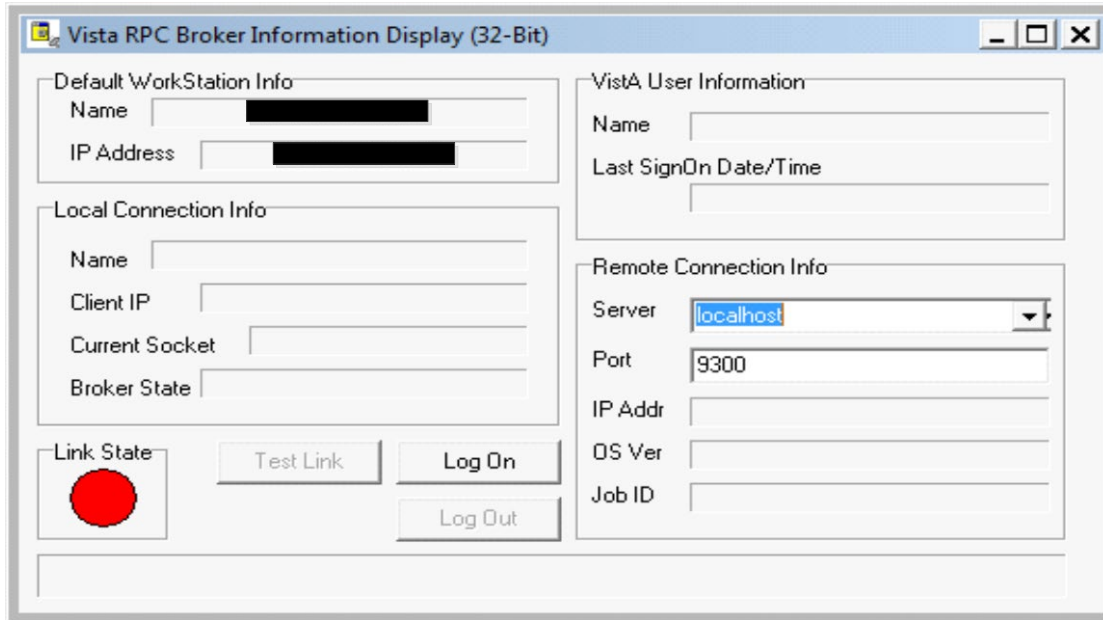 Vista RPC Broker Information Display (32-Bit)
Default WorkStation Info
Name
IP Address
Local Connection Info
Name
Client IP
Current Socket
Broker State
Link State
Test Link
Log On
Log Out
VistA User Information
Name
Last SignOn Date/Time
Remote Connection Info
Server localhost
Port 9300
IP Addr
OS Ver
Job ID